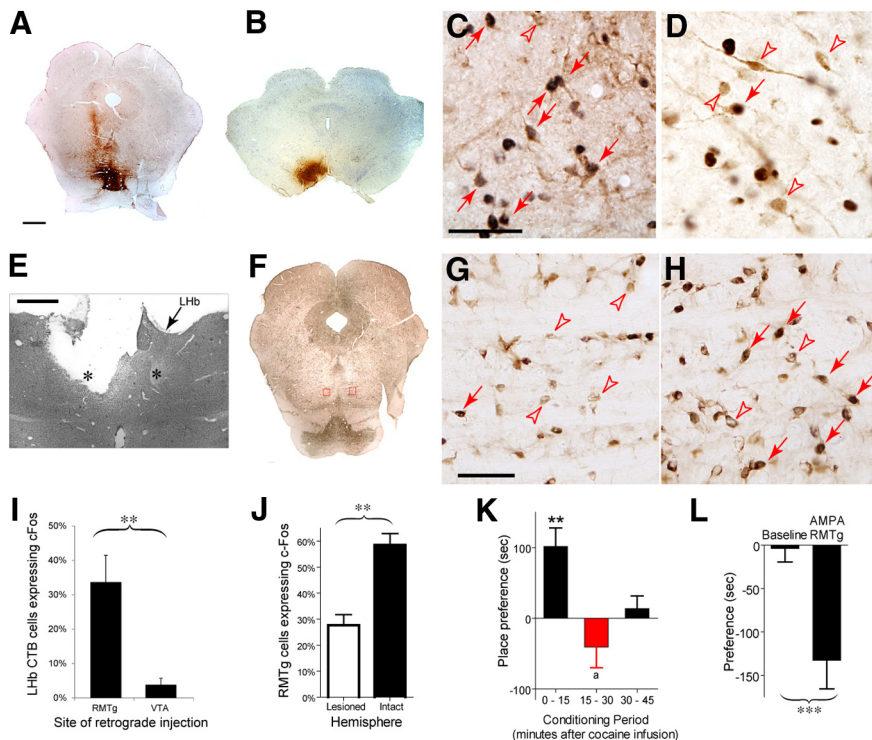 A
B
C
D
E
LHb
*
*
F
G
H
I
**
50%
40%
30%
20%
10%
0%
LHb CTB cells expressing cFos
RMTg
VTA
Site of retrograde injection
J
**
60%
50%
40%
30%
20%
10%
0%
RMTg cells expressing c-Fos
Lesioned
Intact
Hemisphere
K
**
100
0
-100
Place preference (sec)
a
0 - 15
15 - 30
30 - 45
Conditioning Period
(minutes after cocaine infusion)
L
Baseline
AMPA
RMTg
0
-50
-100
-150
Preference (sec)
***